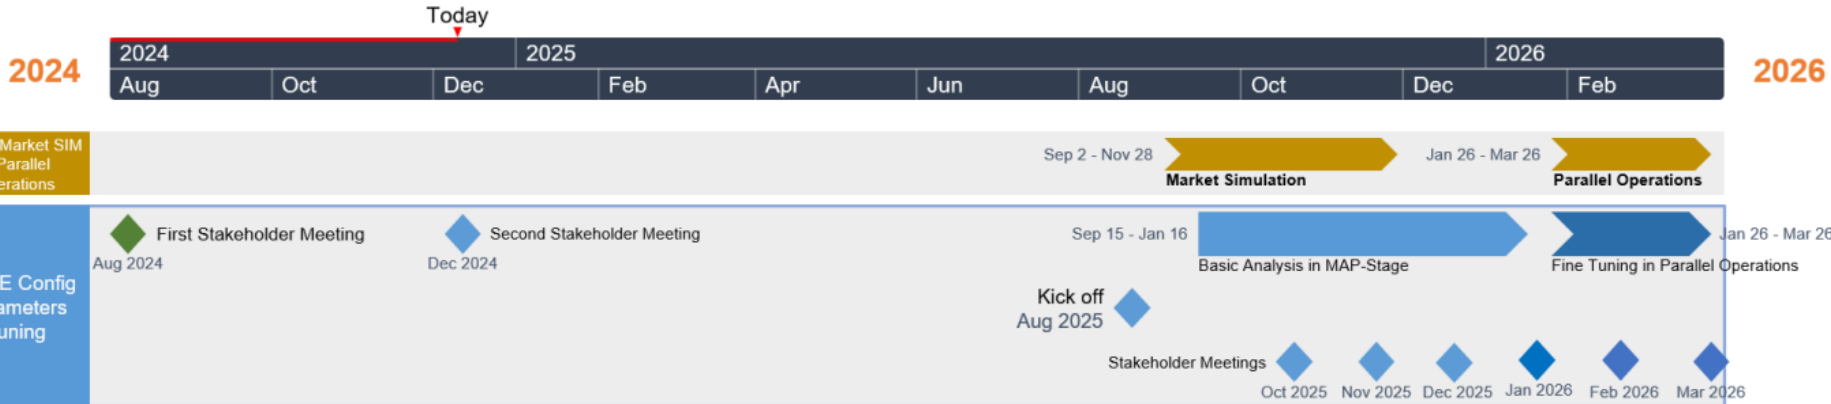 Today
2024
2024
2025
2026
2026
Aug
Oct
Dec
Feb
Apr
Jun
Aug
Oct
Dec
Feb
Market SIM
Parallel
erations
Sep 2 - Nov 28
Market Simulation
Jan 26 - Mar 26
Parallel Operations
E Config
ameters
uning
First Stakeholder Meeting
Aug 2024
Second Stakeholder Meeting
Dec 2024
Sep 15 - Jan 16
Basic Analysis in MAP-Stage
Jan 26 - Mar 26
Fine Tuning in Parallel Operations
Kick off
Aug 2025
Stakeholder Meetings
Oct 2025
Nov 2025
Dec 2025
Jan 2026
Feb 2026
Mar 2026